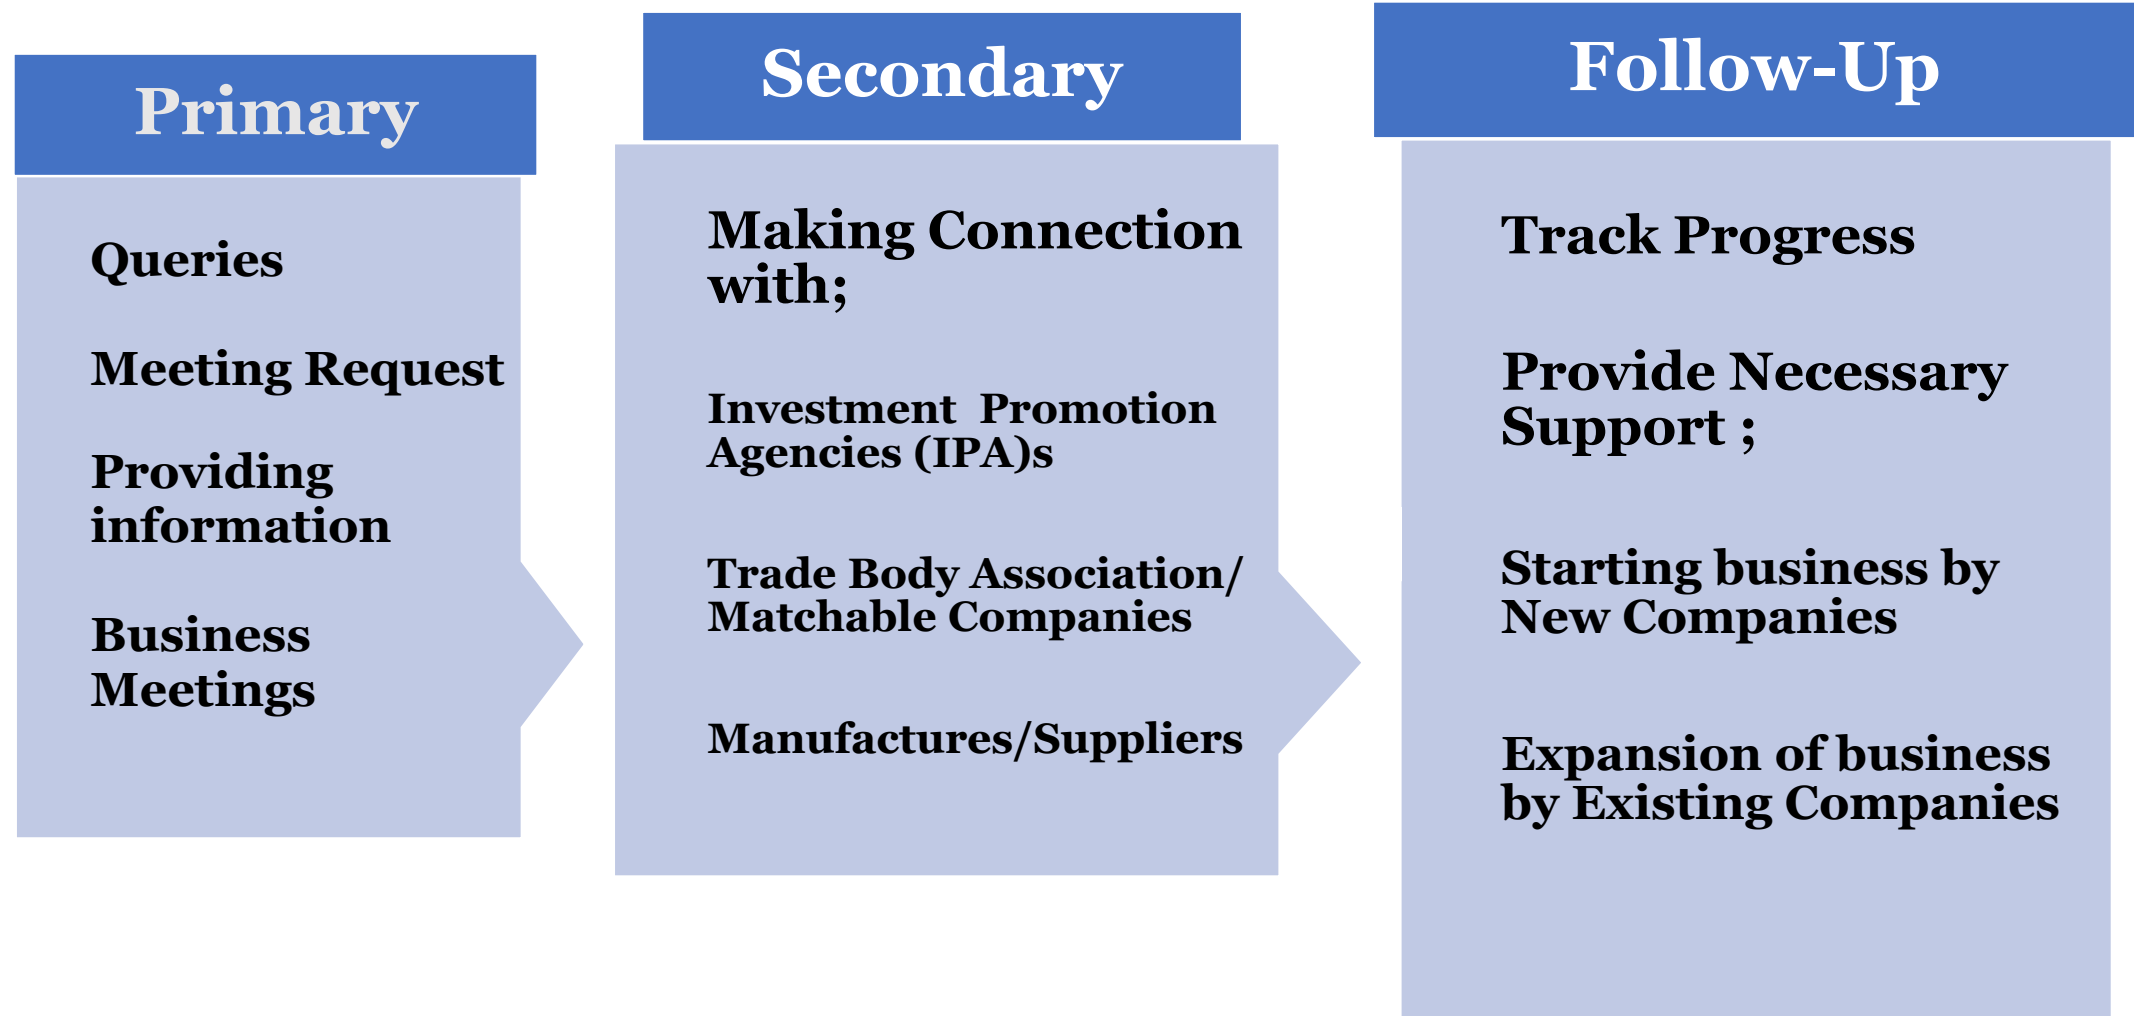 Primary
Queries
Meeting Request
Providing
information
Business
Meetings
Secondary
Making Connection
with;
Investment  Promotion
Agencies (IPA)s
Trade Body Association/
Matchable Companies
Manufactures/Suppliers
Follow-Up
Track Progress
Provide Necessary
Support ;
Starting business by
New Companies
Expansion of business
by Existing Companies